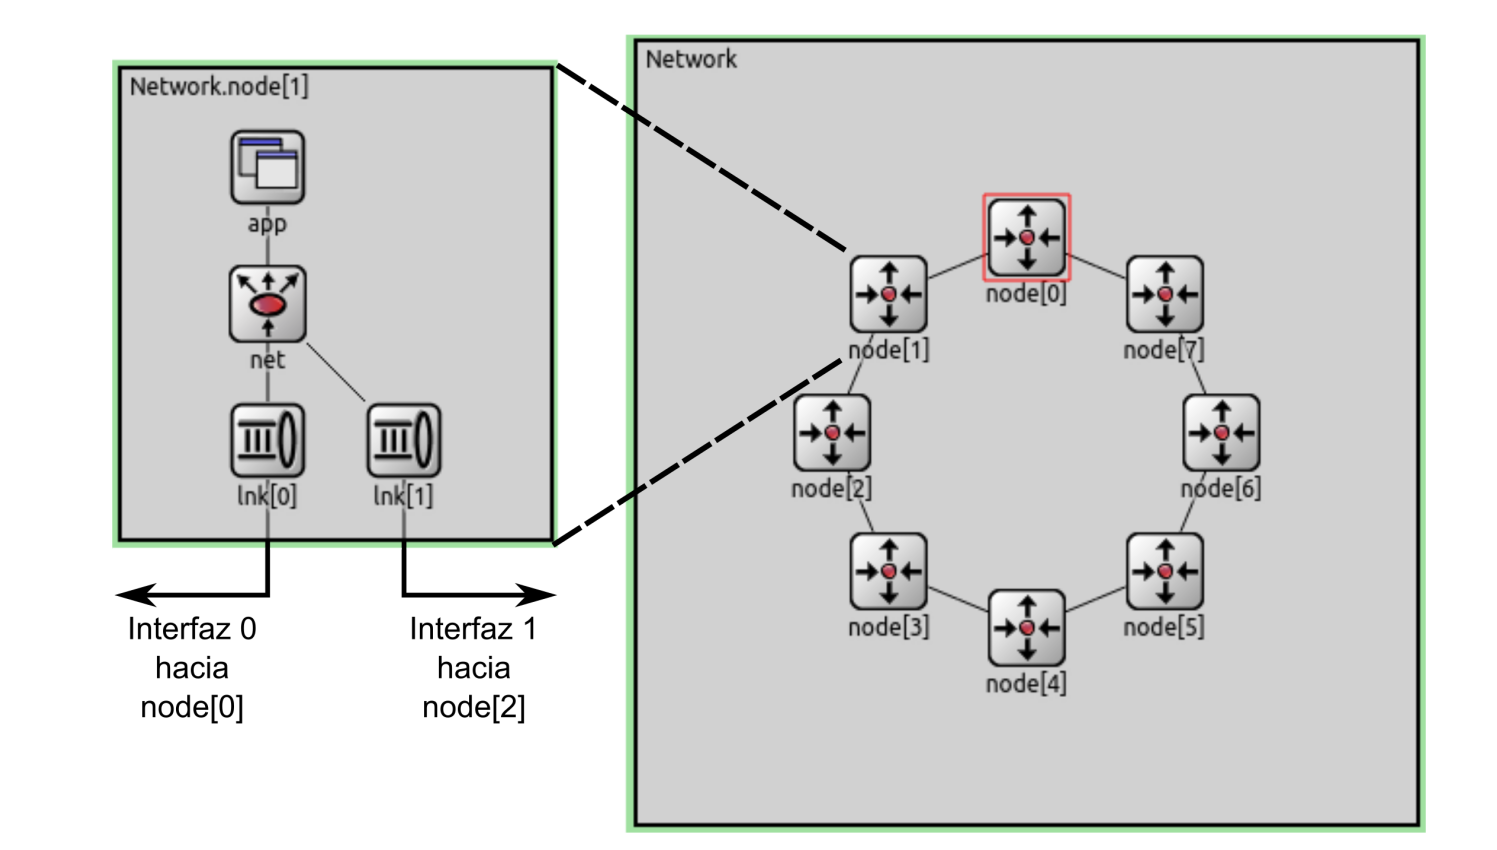 Network.node[1]
app
net
lnk[0]
lnk[1]
Interfaz 0
hacia
node[0]
Interfaz 1
hacia
node[2]
Network
node[0]
node[1]
node[7]
node[2]
node[6]
node[3]
node[5]
node[4]